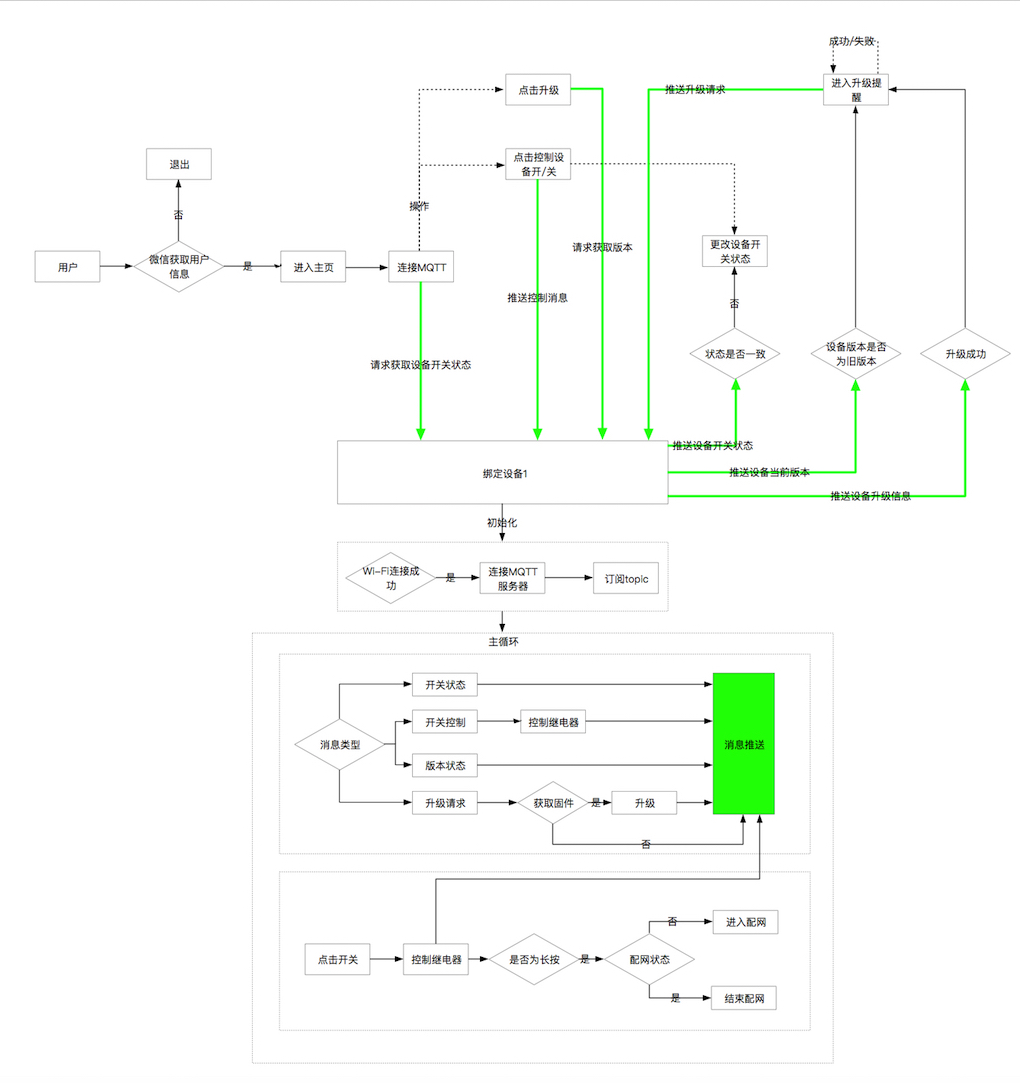 成功/失败
点击升级
推送升级请求
进入升级提
醒
退出
点击控制设
备开/关
否
操作
用户
微信获取用户
信息
是
进入主页
连接MQTT
请求获取版本
更改设备开
关状态
推送控制消息
否
请求获取设备开关状态
状态是否一致
设备版本是否
为旧版本
升级成功
绑定设备1
推送设备开关状态
推送设备当前版本
推送设备升级信息
初始化
Wi-Fi连接成
功
是
连接MQTT
服务器
订阅topic
主循环
开关状态
消息类型
开关控制
控制继电器
消息推送
版本状态
升级请求
获取固件
是
升级
否
点击开关
控制继电器
是否为长按
是
配网状态
否
进入配网
是
结束配网